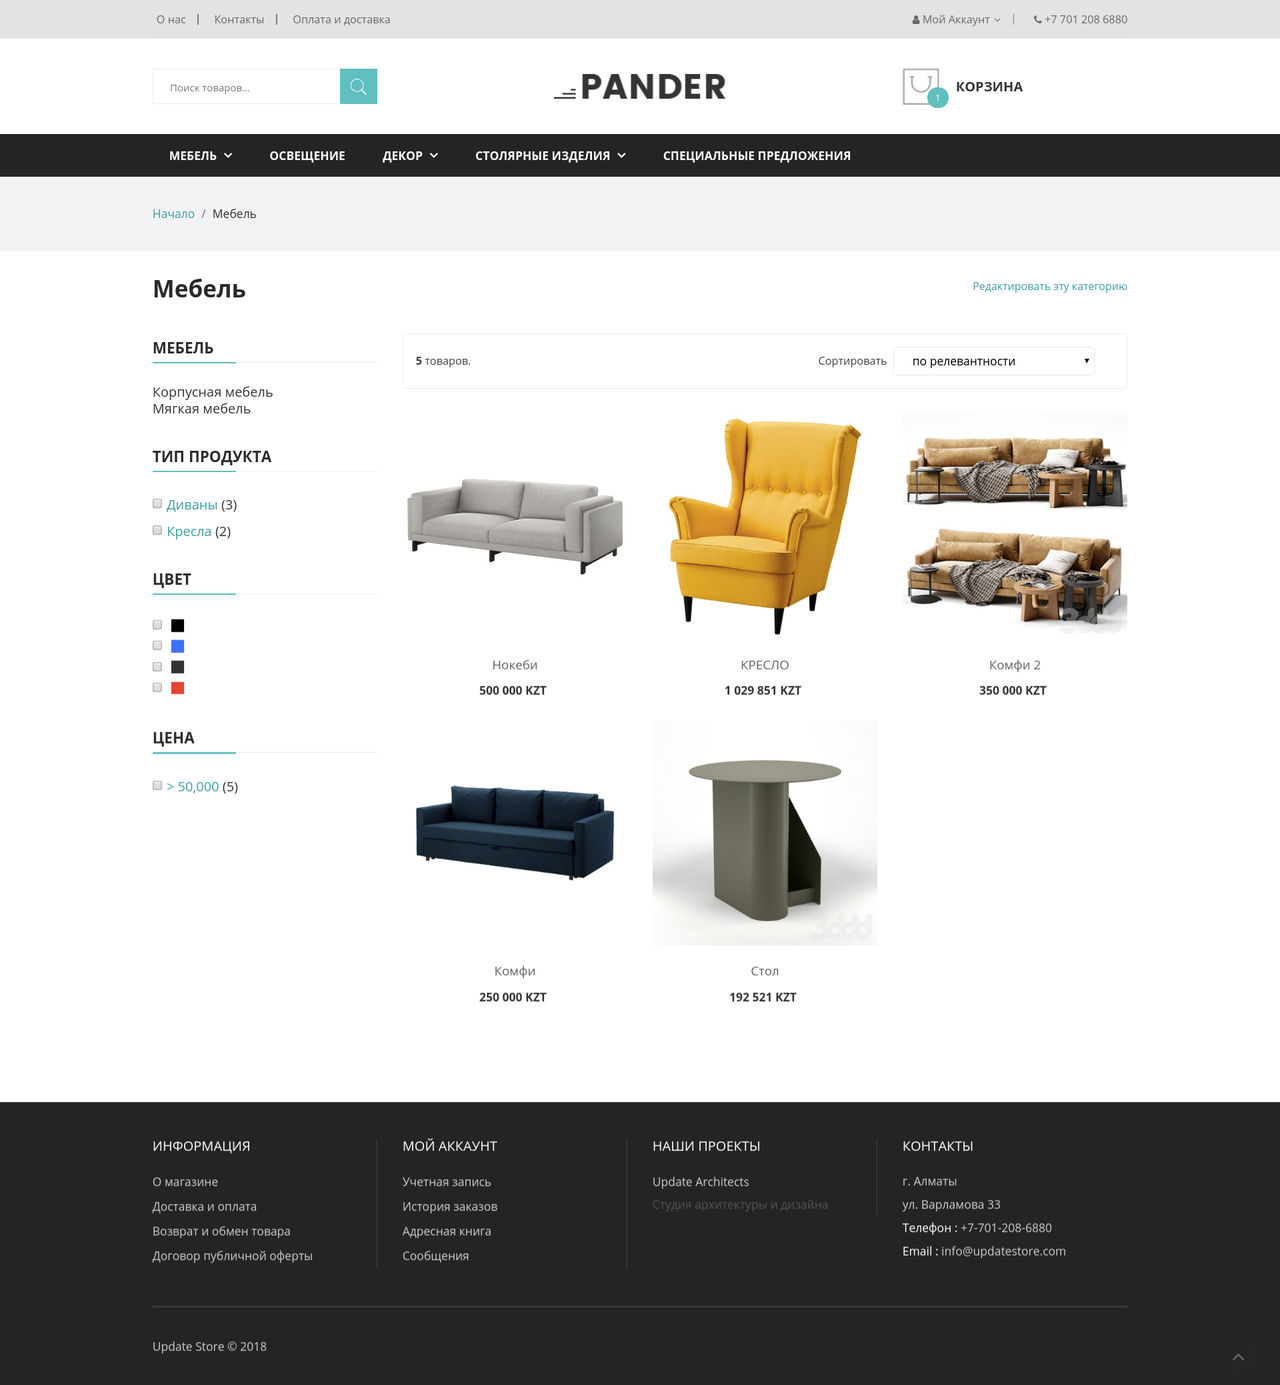 О нас | Контакты | Оплата и доставка
Мой Аккаунт | +7 701 208 6880
Поиск товаров...
PANDER
1 КОРЗИНА
МЕБЕЛЬ ОСВЕЩЕНИЕ ДЕКОР СТОЛЯРНЫЕ ИЗДЕЛИЯ СПЕЦИАЛЬНЫЕ ПРЕДЛОЖЕНИЯ
Начало / Мебель
Мебель
Редактировать эту категорию
МЕБЕЛЬ
Корпусная мебель
Мягкая мебель
ТИП ПРОДУКТА
Диваны (3)
Кресла (2)
ЦВЕТ
ЦЕНА
> 50,000 (5)
5 товаров.
Сортировать по релевантности
3ddd
Нокеби
500 000 KZT
КРЕСЛО
1 029 851 KZT
Комфи 2
350 000 KZT
3ddd
Комфи
250 000 KZT
Стол
192 521 KZT
ИНФОРМАЦИЯ
О магазине
Доставка и оплата
Возврат и обмен товара
Договор публичной оферты
МОЙ АККАУНТ
Учетная запись
История заказов
Адресная книга
Сообщения
НАШИ ПРОЕКТЫ
Update Architects
Студия архитектуры и дизайна
КОНТАКТЫ
г. Алматы
ул. Варламова 33
Телефон : +7-701-208-6880
Email : info@updatestore.com
Update Store © 2018